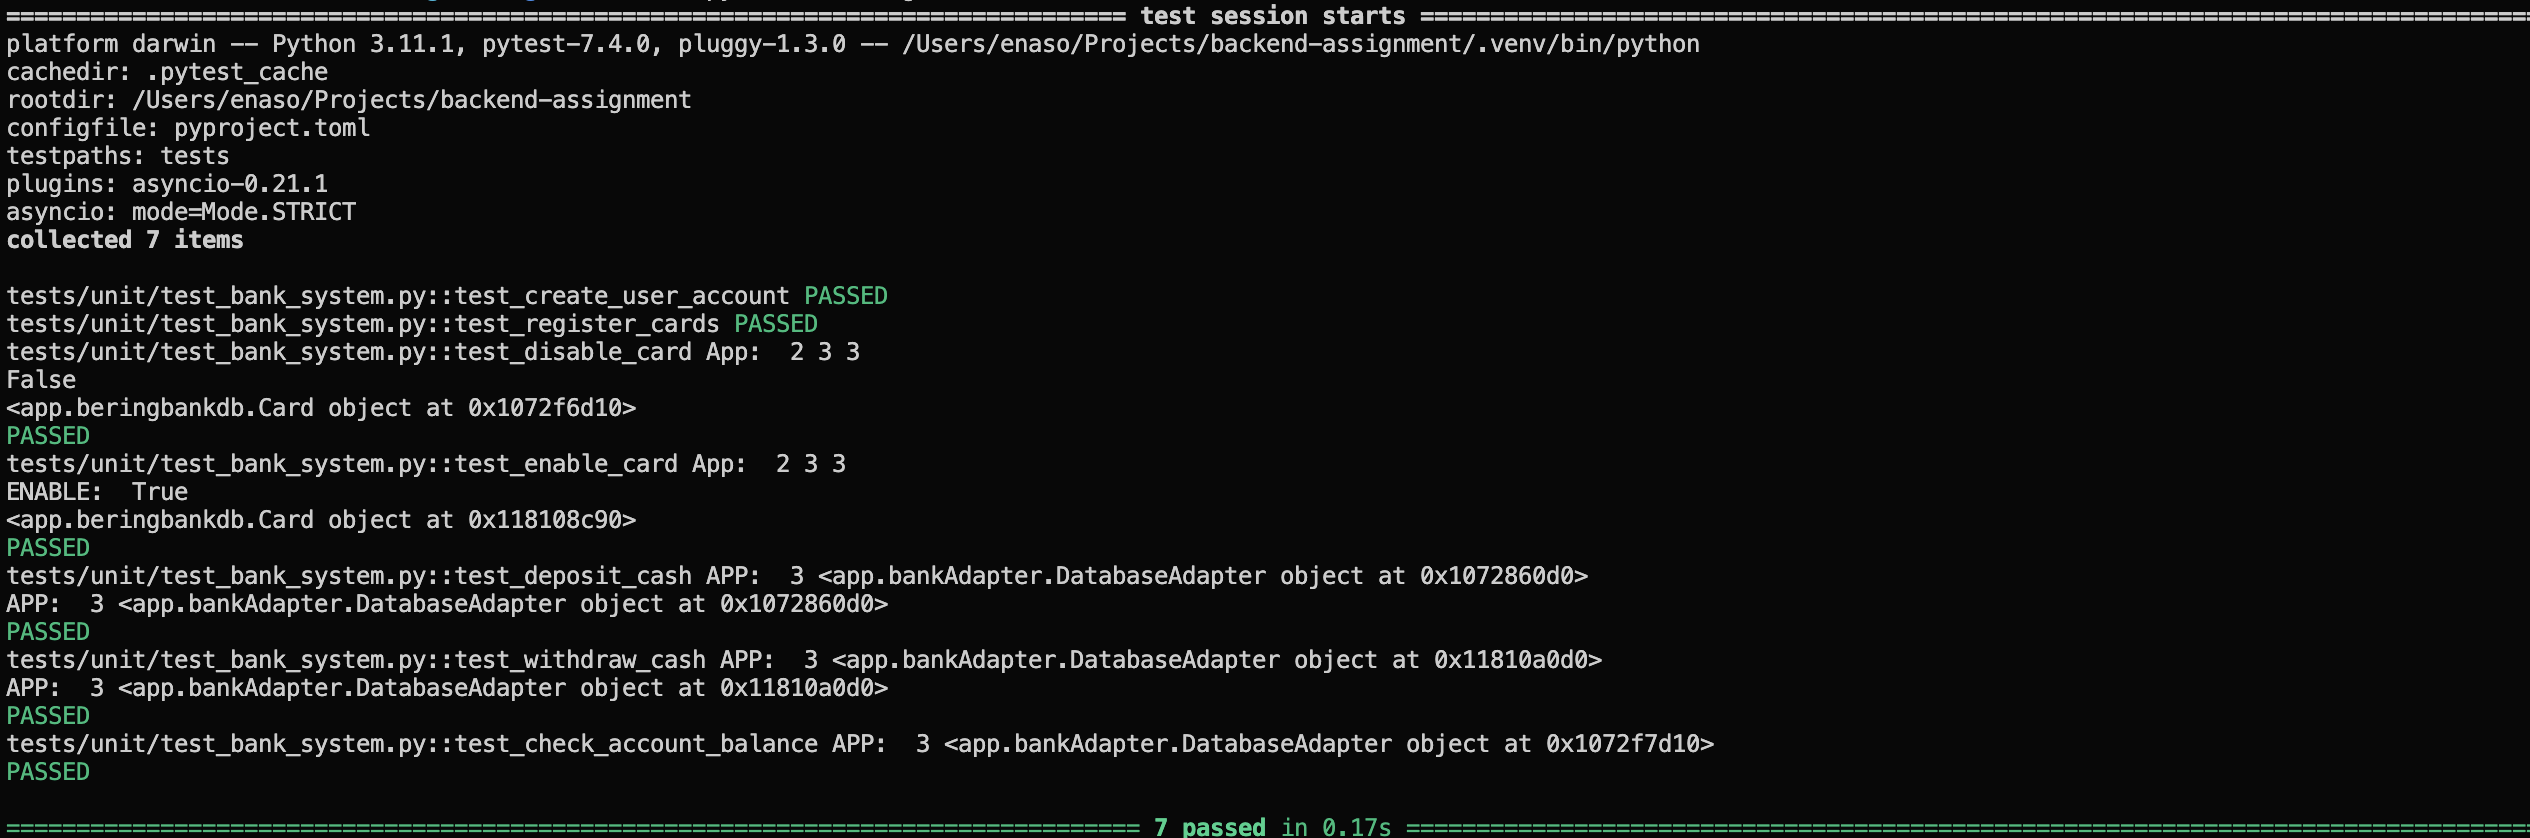 ============================== test session starts ==============================
platform darwin -- Python 3.11.1, pytest-7.4.0, pluggy-1.3.0 -- /Users/enaso/Projects/backend-assignment/.venv/bin/python
cachedir: .pytest_cache
rootdir: /Users/enaso/Projects/backend-assignment
configfile: pyproject.toml
testpaths: tests
plugins: asyncio-0.21.1
asyncio: mode=Mode.STRICT
collected 7 items
tests/unit/test_bank_system.py::test_create_user_account PASSED
tests/unit/test_bank_system.py::test_register_cards PASSED
tests/unit/test_bank_system.py::test_disable_card App:  2 3 3
False
<app.beringbankdb.Card object at 0x1072f6d10>
PASSED
tests/unit/test_bank_system.py::test_enable_card App:  2 3 3
ENABLE:  True
<app.beringbankdb.Card object at 0x118108c90>
PASSED
tests/unit/test_bank_system.py::test_deposit_cash APP:  3 <app.bankAdapter.DatabaseAdapter object at 0x1072860d0>
APP:  3 <app.bankAdapter.DatabaseAdapter object at 0x1072860d0>
PASSED
tests/unit/test_bank_system.py::test_withdraw_cash APP:  3 <app.bankAdapter.DatabaseAdapter object at 0x11810a0d0>
APP:  3 <app.bankAdapter.DatabaseAdapter object at 0x11810a0d0>
PASSED
tests/unit/test_bank_system.py::test_check_account_balance APP:  3 <app.bankAdapter.DatabaseAdapter object at 0x1072f7d10>
PASSED
============================== 7 passed in 0.17s ==============================